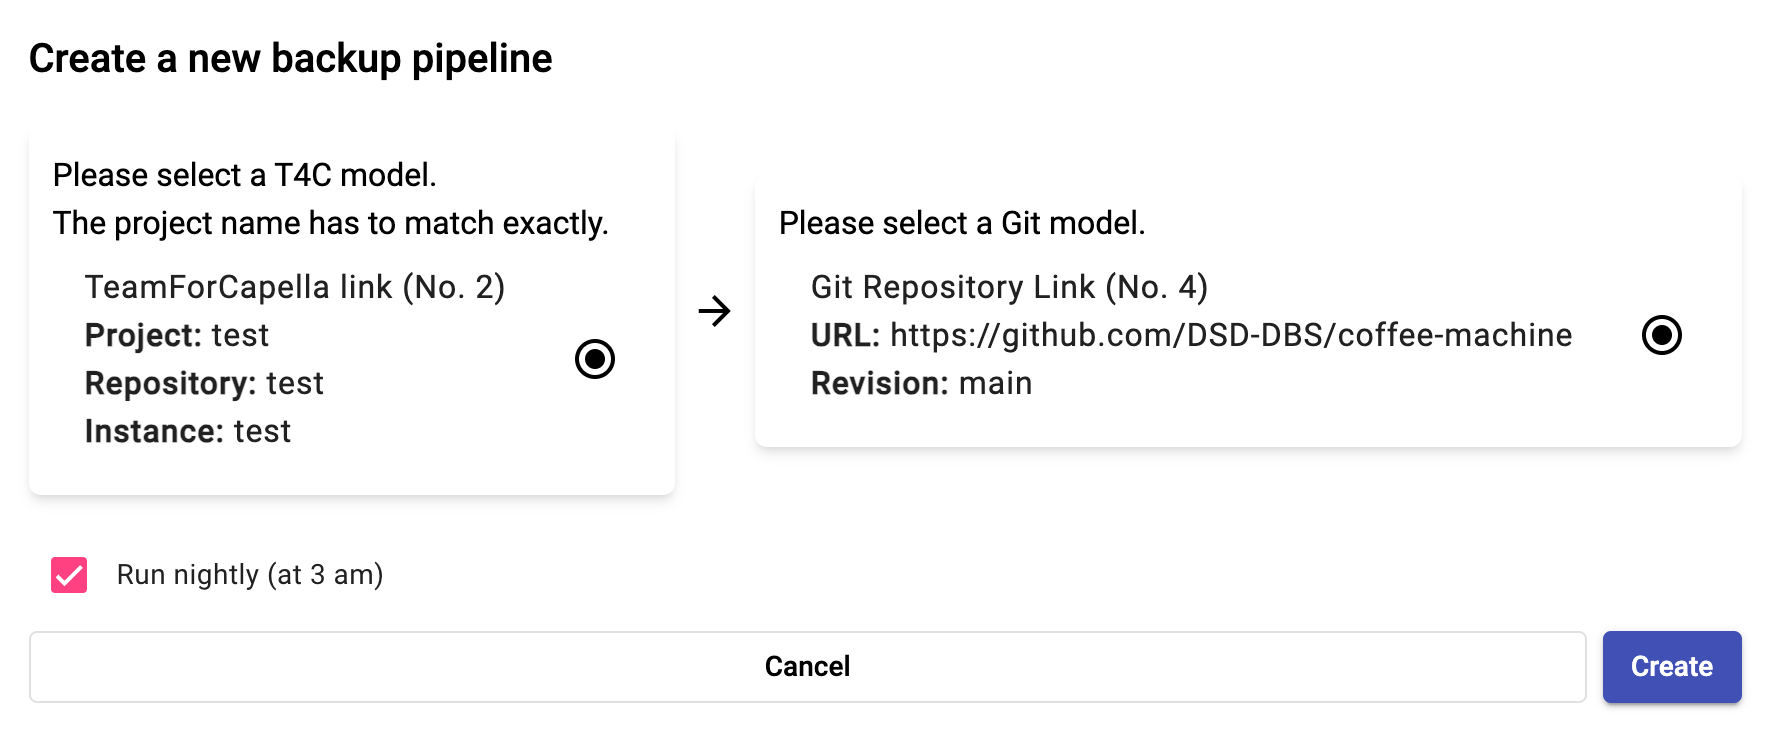 Create a new backup pipeline
Please select a T4C model.
The project name has to match exactly.
TeamForCapella link (No. 2)
Project: test
Repository: test
Instance: test
Please select a Git model.
Git Repository Link (No. 4)
URL: https://github.com/DSD-DBS/coffee-machine
Revision: main
Run nightly (at 3 am)
Cancel
Create